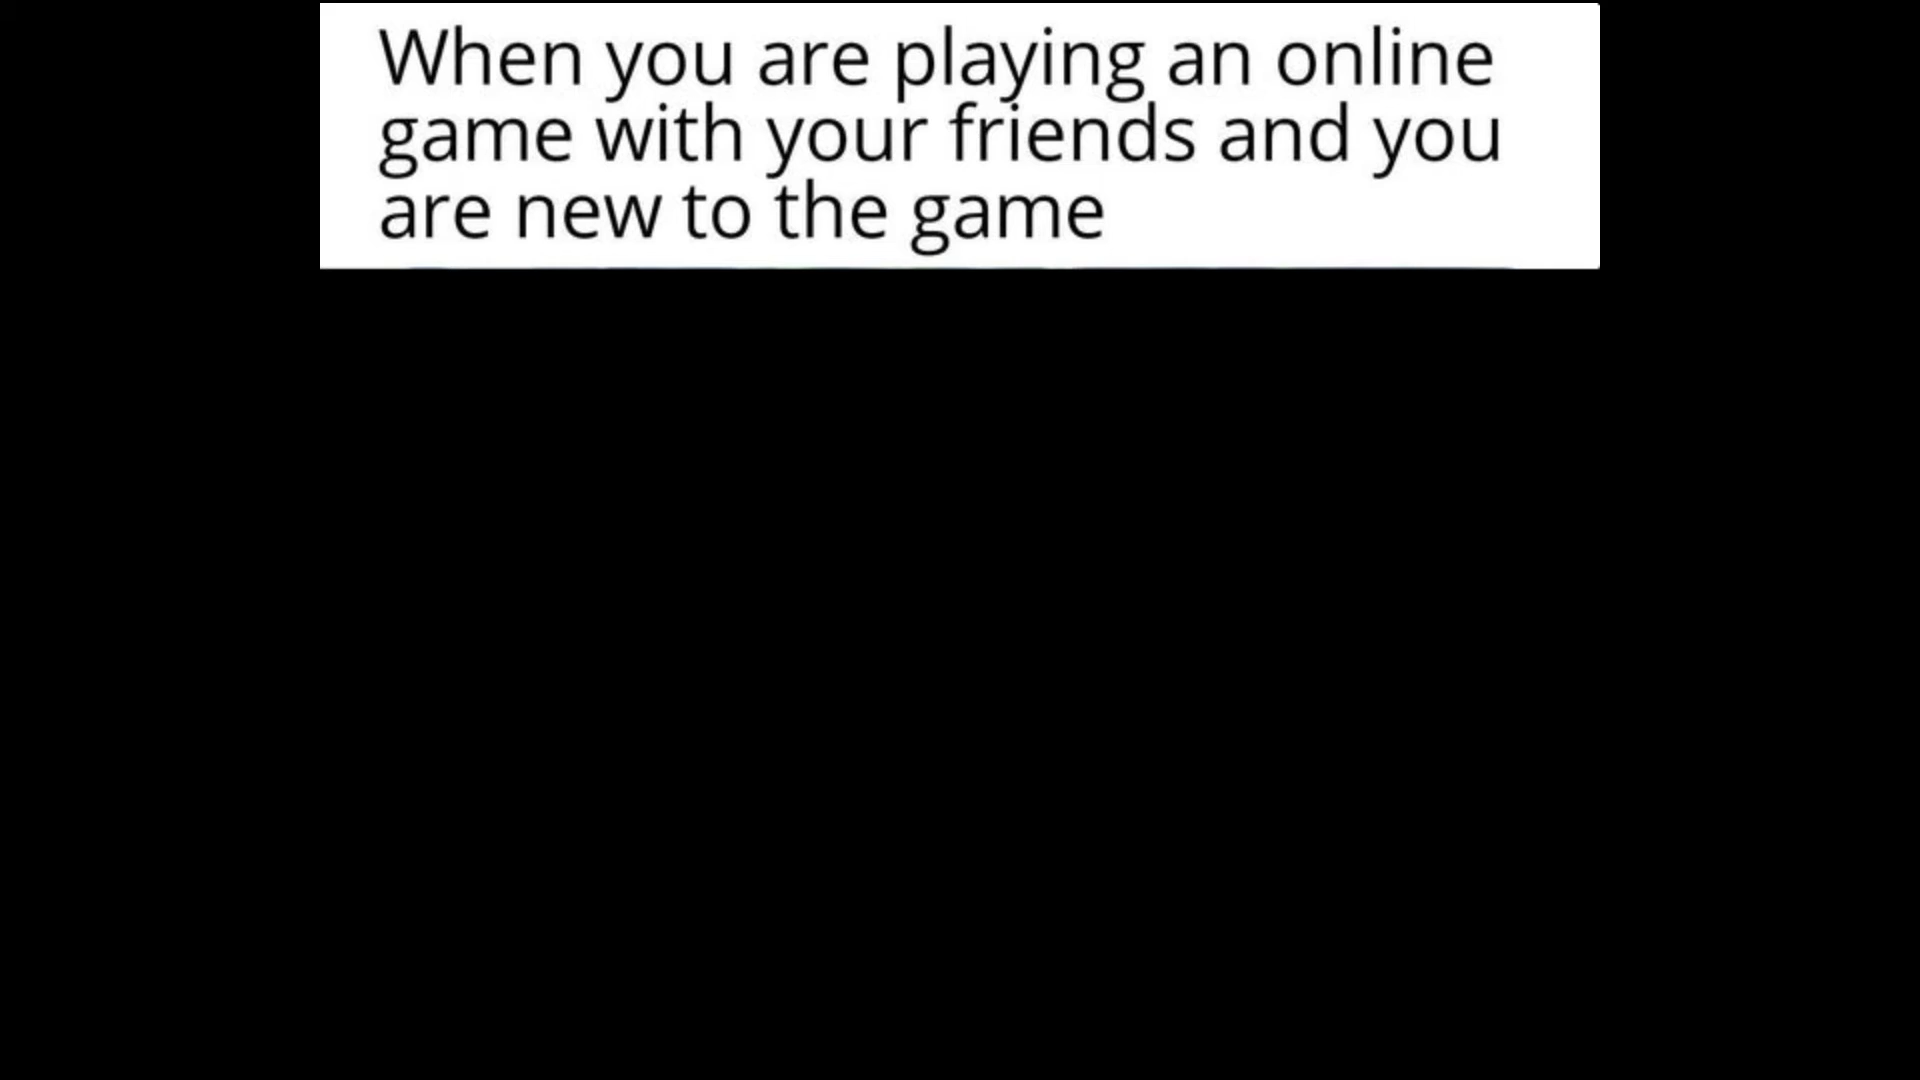 When you are playing an online
game with your friends and you
are new to the game